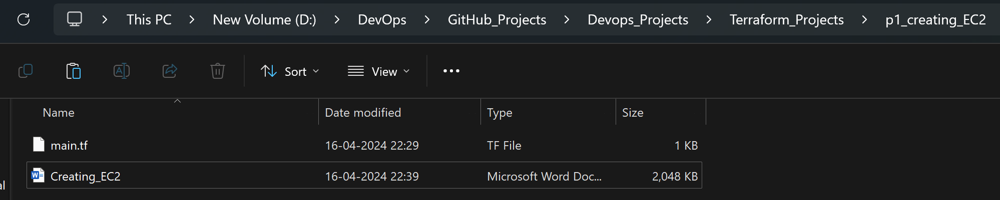 This PC > New Volume (D:) > DevOps > GitHub_Projects > Devops_Projects > Terraform_Projects > p1_creating_EC2
Sort View
Name Date modified Type Size
main.tf 16-04-2024 22:29 TF File 1 KB
Creating_EC2 16-04-2024 22:39 Microsoft Word Doc... 2,048 KB
al